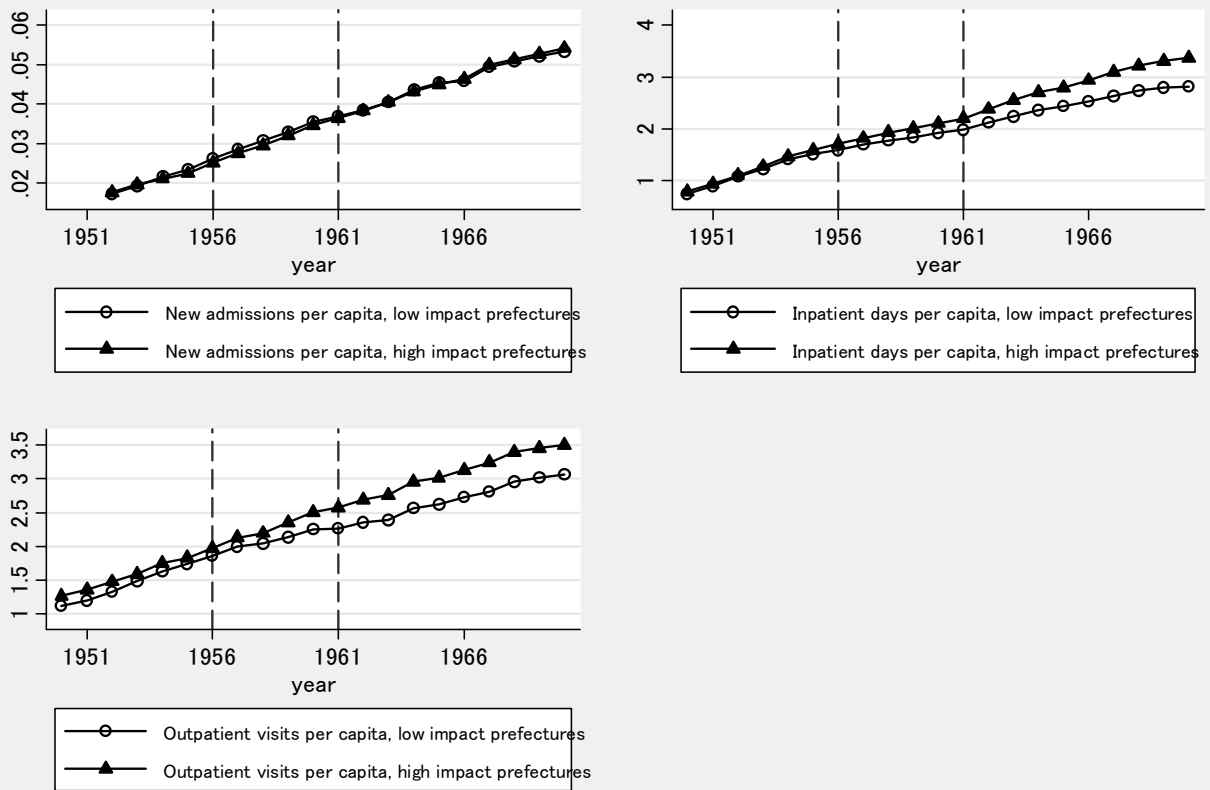 .06
.05
.04
.03
.02
1951 1956 1961 1966
year
New admissions per capita, low impact prefectures
New admissions per capita, high impact prefectures
4
3
2
1
1951 1956 1961 1966
year
Inpatient days per capita, low impact prefectures
Inpatient days per capita, high impact prefectures
3.5
3
2.5
2
1.5
1
1951 1956 1961 1966
year
Outpatient visits per capita, low impact prefectures
Outpatient visits per capita, high impact prefectures